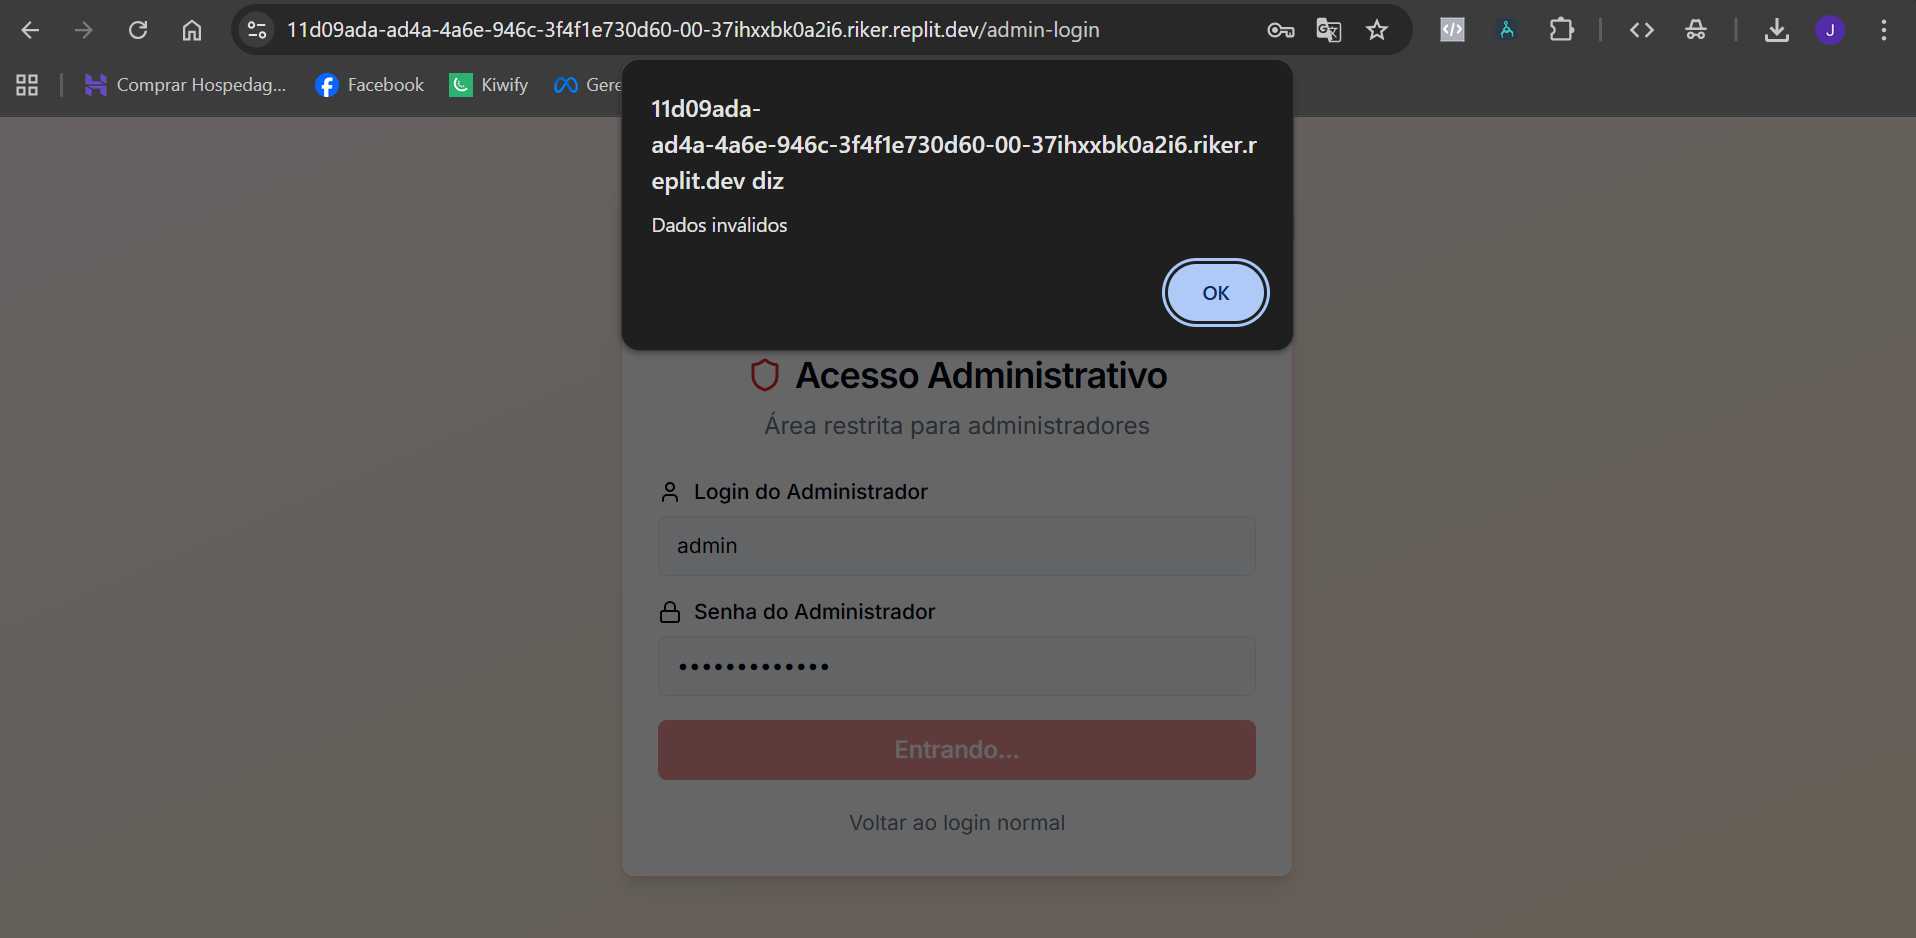 11d09ada-ad4a-4a6e-946c-3f4f1e730d60-00-37ihxxbk0a2i6.riker.replit.dev/admin-login
J
Comprar Hospedag...
Facebook
Kiwify
Gere
11d09ada-
ad4a-4a6e-946c-3f4f1e730d60-00-37ihxxbk0a2i6.riker.r
eplit.dev diz
Dados inválidos
OK
Acesso Administrativo
Área restrita para administradores
Login do Administrador
admin
Senha do Administrador
•••••••••••••
Entrando...
Voltar ao login normal